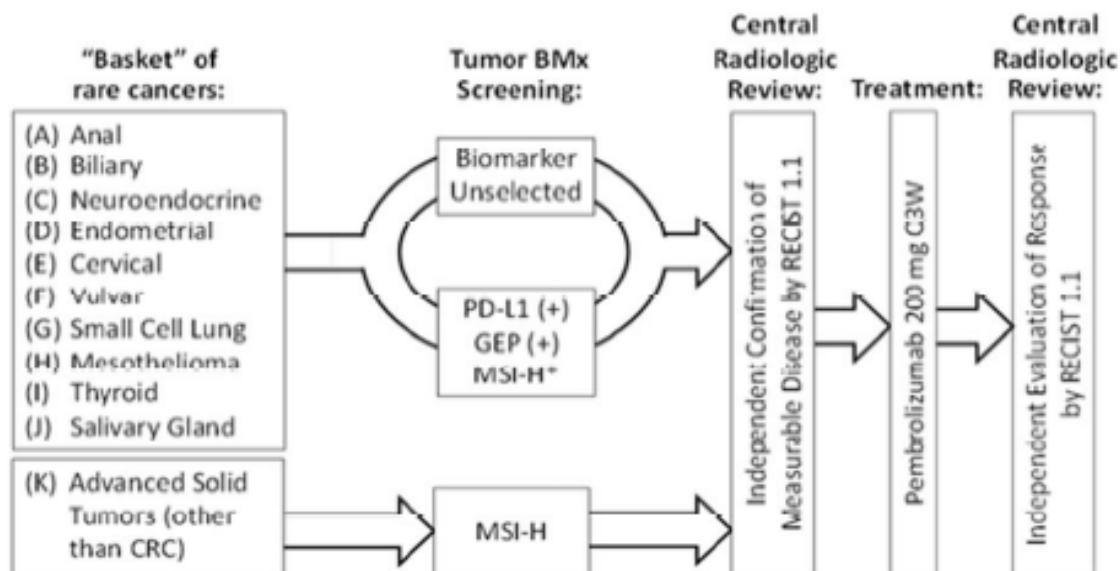 "Basket" of
rare cancers:
(A) Anal
(B) Biliary
(C) Neuroendocrine
(D) Endometrial
(E) Cervical
(F) Vulvar
(G) Small Cell Lung
(H) Mesothelioma
(I) Thyroid
(J) Salivary Gland
(K) Advanced Solid
Tumors (other
than CRC)
Tumor BMx
Screening:
Biomarker
Unselected
PD-L1 (+)
GEP (+)
MSI-H*
MSI-H
Central
Radiologic
Review:
Independent Confirmation of
Measurable Disease by RECIST 1.1
Treatment:
Pembrolizumab 200 mg Q3W
Central
Radiologic
Review:
Independent Evaluation of Response
by RECIST 1.1